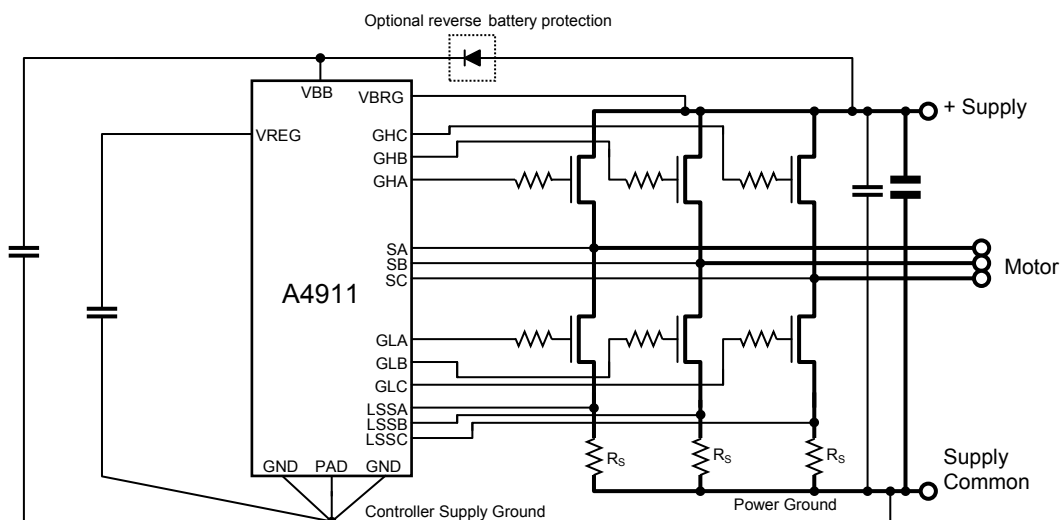 Optional reverse battery protection
VBB
VBRG
+ Supply
VREG
GHC
GHB
GHA
SA
SB
SC
Motor
A4911
GLA
GLB
GLC
LSSA
LSSB
LSSC
RS
RS
RS
GND
PAD
GND
Supply
Common
Power Ground
Controller Supply Ground